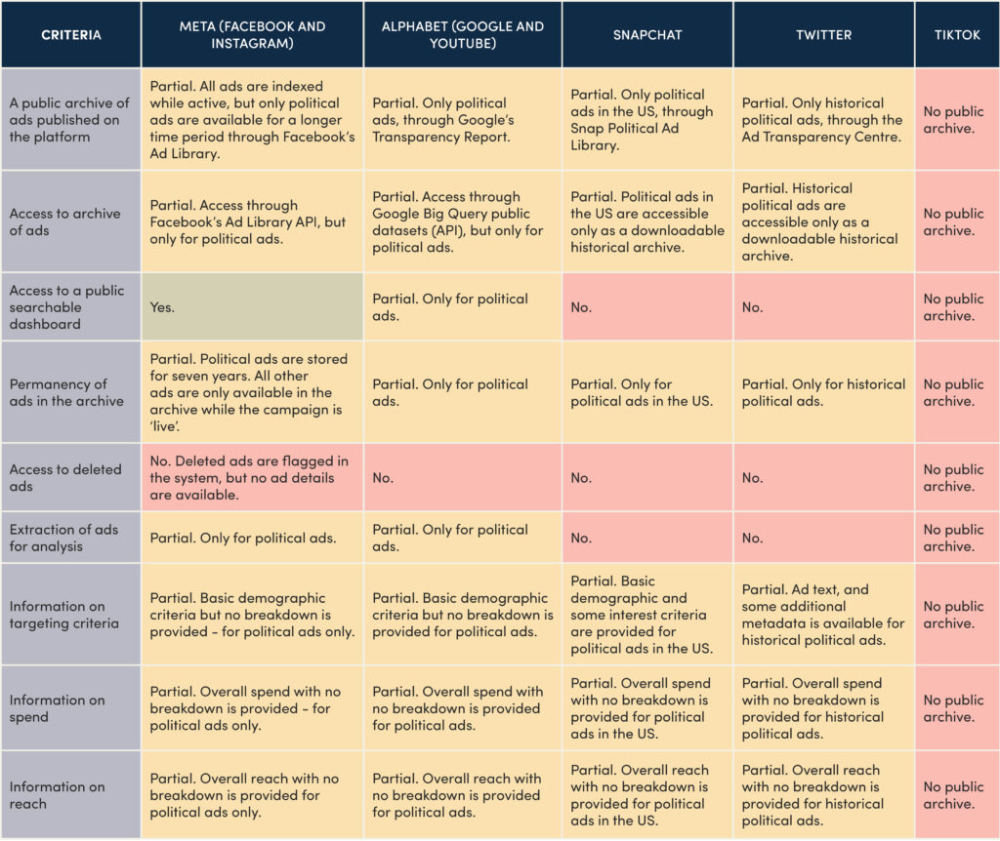 CRITERIA
META (FACEBOOK AND
INSTAGRAM)
ALPHABET (GOOGLE AND
YOUTUBE)
SNAPCHAT
TWITTER
TIKTOK
A public archive of
ads published on
the platform
Partial. All ads are indexed
while active, but only political
ads are available for a longer
time period through Facebook's
Ad Library.
Partial. Only political
ads, through Google's
Transparency Report.
Partial. Only political
ads in the US, through
Snap Political Ad
Library.
Partial. Only historical
political ads, through the
Ad Transparency Centre.
No public
archive.
Access to archive
of ads
Partial. Access through
Facebook's Ad Library API, but
only for political ads.
Partial. Access through
Google Big Query public
datasets (API), but only for
political ads.
Partial. Political ads in
the US are accessible
only as a downloadable
historical archive.
Partial. Historical
political ads are
accessible only as a
downloadable historical
archive.
No public
archive.
Access to a public
searchable
dashboard
Yes.
Partial. Only for political
ads.
No.
No.
No public
archive.
Permanency of
ads in the archive
Partial. Political ads are stored
for seven years. All other
ads are only available in the
archive while the campaign is
'live'.
Partial. Only for political
ads.
Partial. Only for
political ads in the US.
Partial. Only for historical
political ads.
No public
archive.
Access to deleted
ads
No. Deleted ads are flagged in
the system, but no ad details
are available.
No.
No.
No.
No public
archive.
Extraction of ads
for analysis
Partial. Only for political ads.
Partial. Only for political
ads.
No.
No.
No public
archive.
Information on
targeting criteria
Partial. Basic demographic
criteria but no breakdown is
provided - for political ads only.
Partial. Basic demographic
criteria but no breakdown is
provided for political ads.
Partial. Basic
demographic and
some interest criteria
are provided for
political ads in the US.
Partial. Ad text, and
some additional
metadata is available for
historical political ads.
No public
archive.
Information on
spend
Partial. Overall spend with no
breakdown is provided - for
political ads only.
Partial. Overall spend with
no breakdown is provided
for political ads.
Partial. Overall spend
with no breakdown is
provided for political
ads in the US.
Partial. Overall spend
with no breakdown is
provided for historical
political ads.
No public
archive.
Information on
reach
Partial. Overall reach with no
breakdown is provided for
political ads only.
Partial. Overall reach with
no breakdown is provided
for political ads.
Partial. Overall reach
with no breakdown is
provided for political
ads in the US.
Partial. Overall reach
with no breakdown is
provided for historical
political ads.
No public
archive.